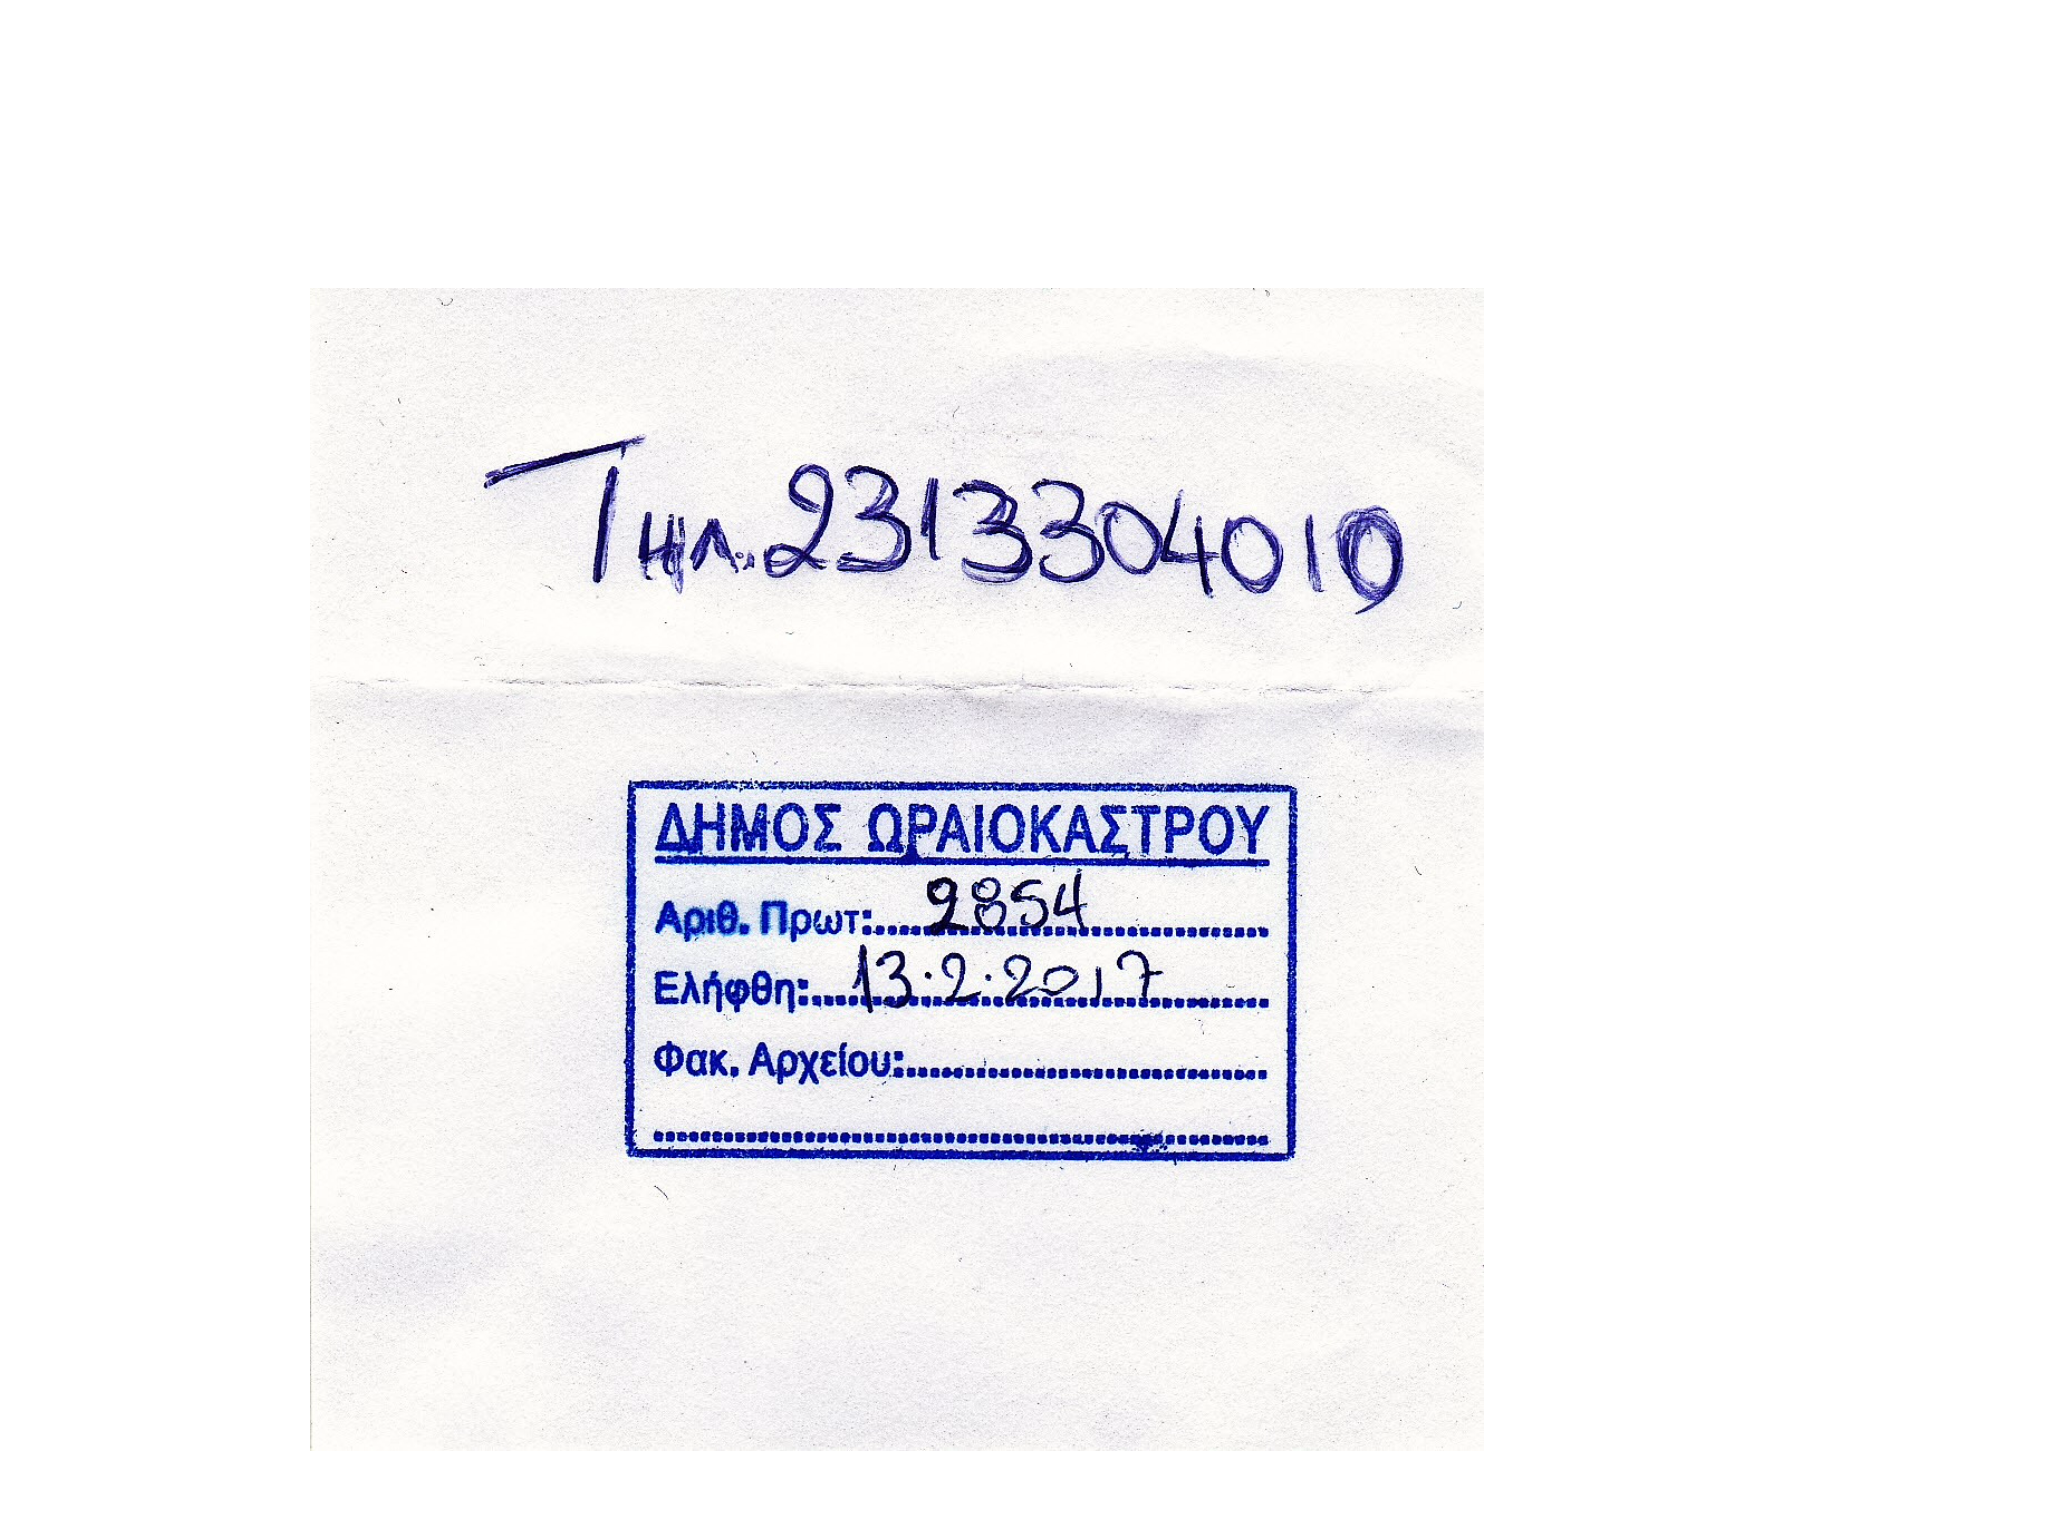 Τηλ. 2313304010
ΔΗΜΟΣ ΩΡΑΙΟΚΑΣΤΡΟΥ
Αριθ. Πρωτ:....2854....................
Ελήφθη:....13.2.2017....................
Φακ. Αρχείου:........................................